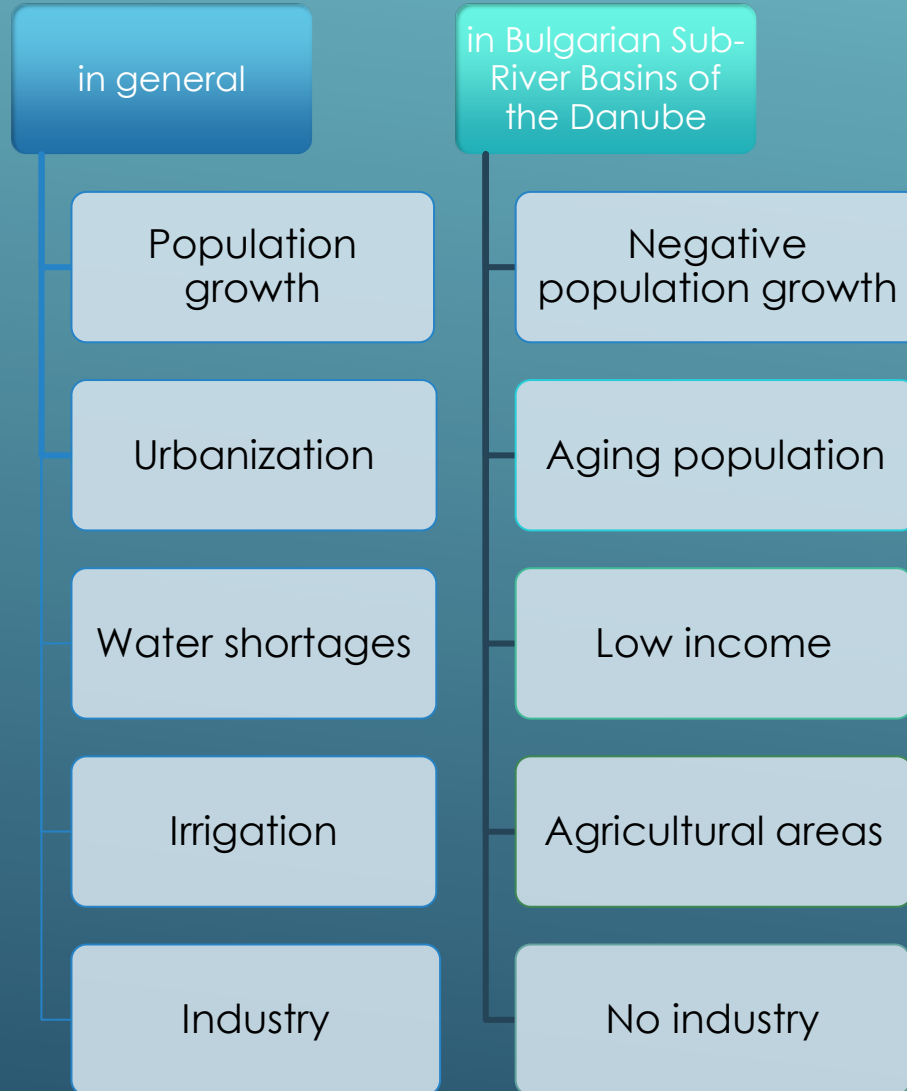 in general
Population
growth
Urbanization
Water shortages
Irrigation
Industry
in Bulgarian Sub-
River Basins of
the Danube
Negative
population growth
Aging population
Low income
Agricultural areas
No industry